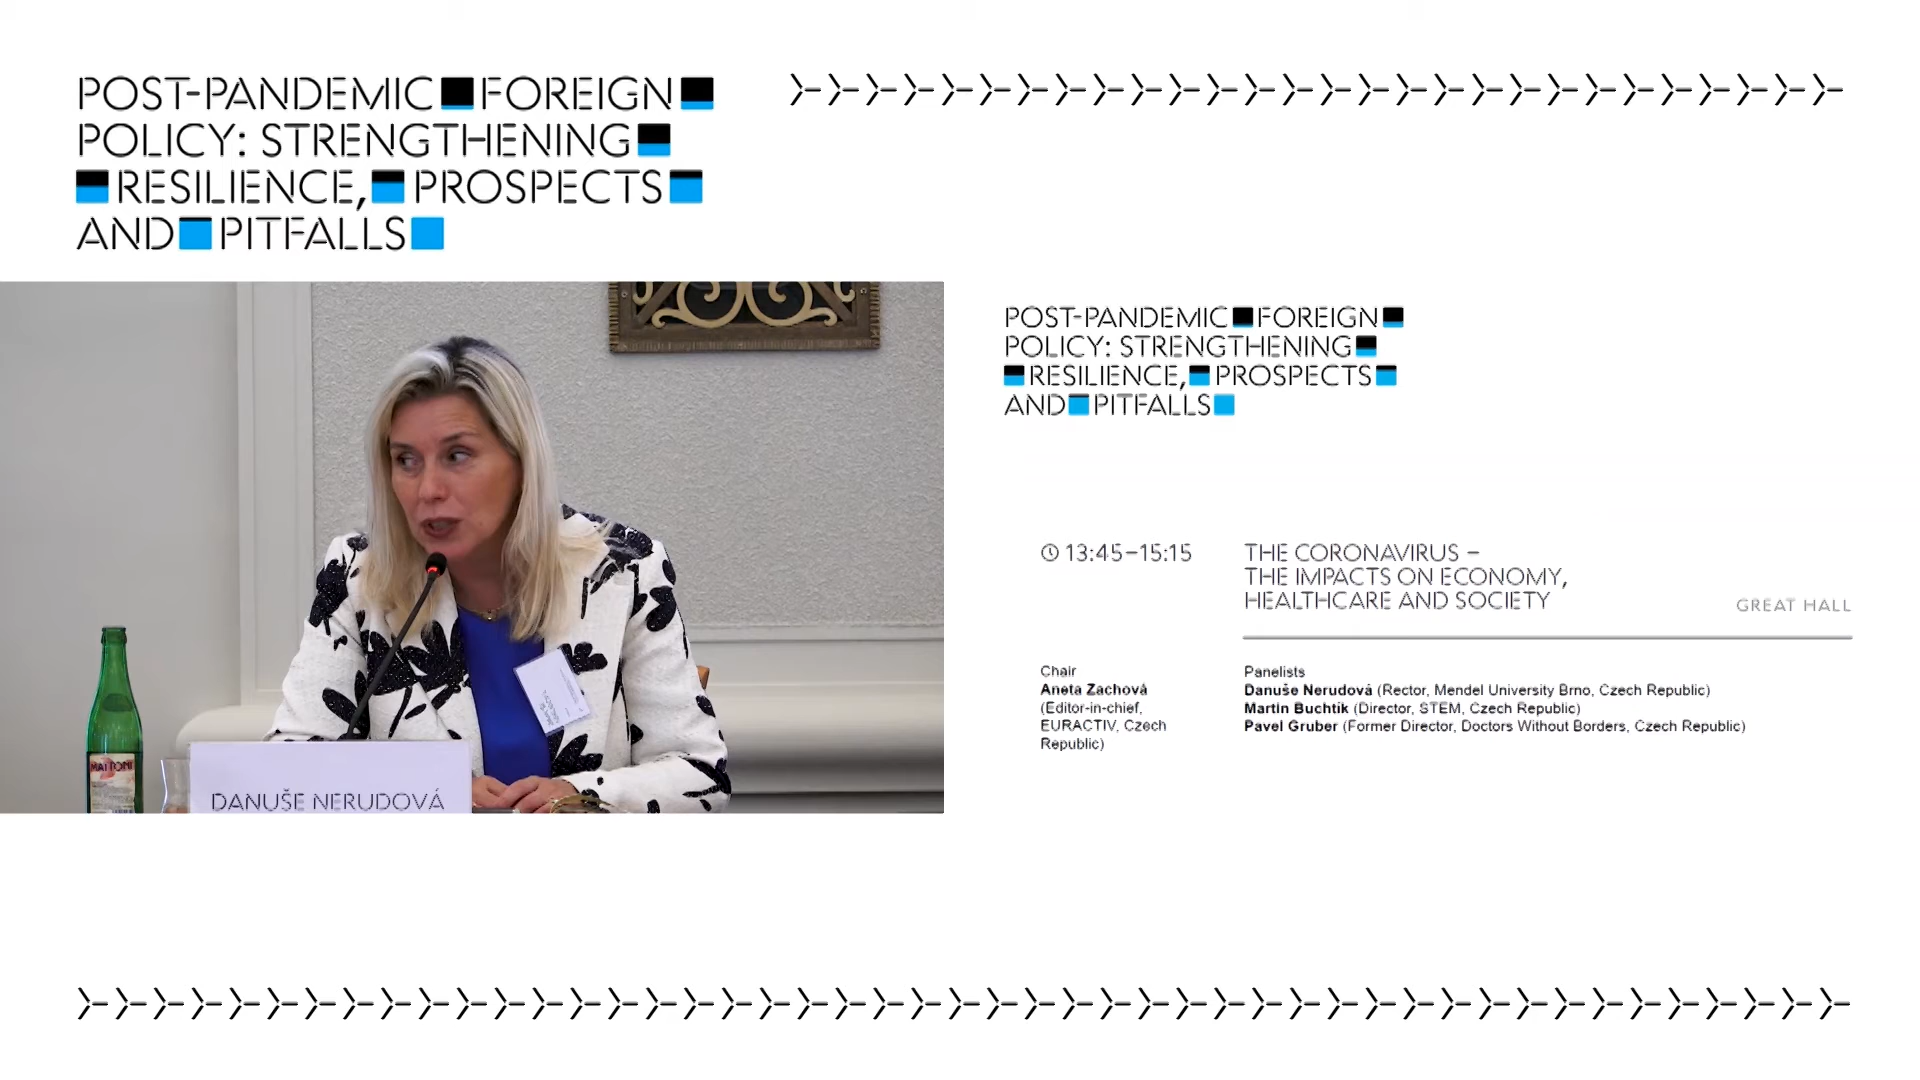 POST-PANDEMIC FOREIGN
POLICY: STRENGTHENING
RESILIENCE, PROSPECTS
AND PITFALLS
MATTONI
DANUŠE NERUDOVÁ
POST-PANDEMIC FOREIGN
POLICY: STRENGTHENING
RESILIENCE, PROSPECTS
AND PITFALLS
13:45–15:15
THE CORONAVIRUS –
THE IMPACTS ON ECONOMY,
HEALTHCARE AND SOCIETY
GREAT HALL
Chair
Aneta Zachová
(Editor-in-chief,
EURACTIV, Czech
Republic)
Panelists
Danuše Nerudová (Rector, Mendel University Brno, Czech Republic)
Martin Buchtík (Director, STEM, Czech Republic)
Pavel Gruber (Former Director, Doctors Without Borders, Czech Republic)